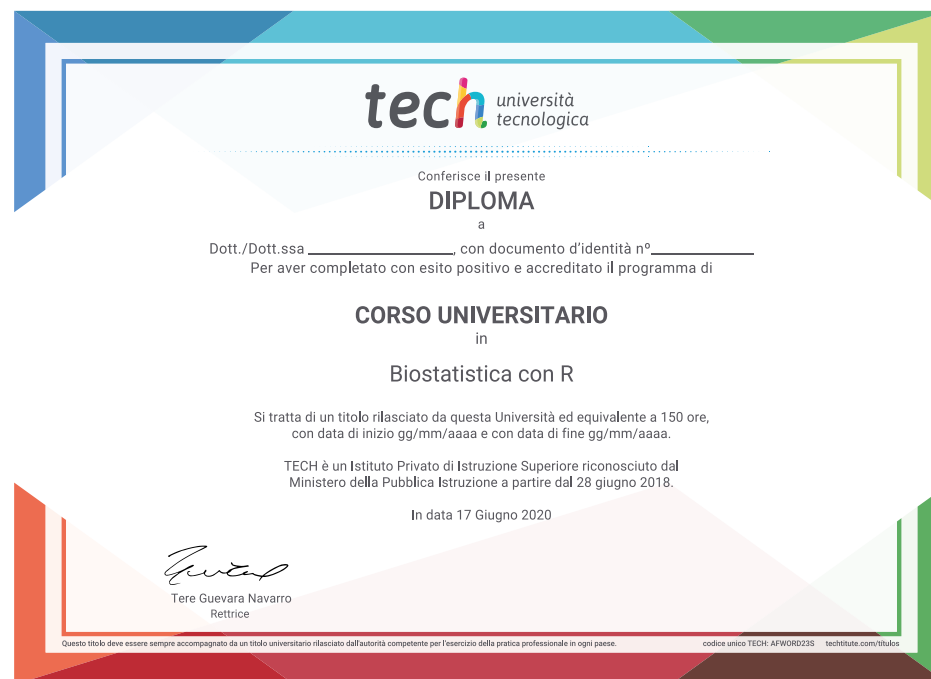 tech università
tecnologica
Conferisce il presente
DIPLOMA
a
Dott./Dott.ssa ____________________, con documento d'identità nº______________
Per aver completato con esito positivo e accreditato il programma di
CORSO UNIVERSITARIO
in
Biostatistica con R
Si tratta di un titolo rilasciato da questa Università ed equivalente a 150 ore,
con data di inizio gg/mm/aaaa e con data di fine gg/mm/aaaa.
TECH è un Istituto Privato di Istruzione Superiore riconosciuto dal
Ministero della Pubblica Istruzione a partire dal 28 giugno 2018.
In data 17 Giugno 2020
Tere Guevara Navarro
Rettrice
Questo titolo deve essere sempre accompagnato da un titolo universitario rilasciato dall'autorità competente per l'esercizio della pratica professionale in ogni paese. codice unico TECH: AFWORD23S techtitute.com/titulos